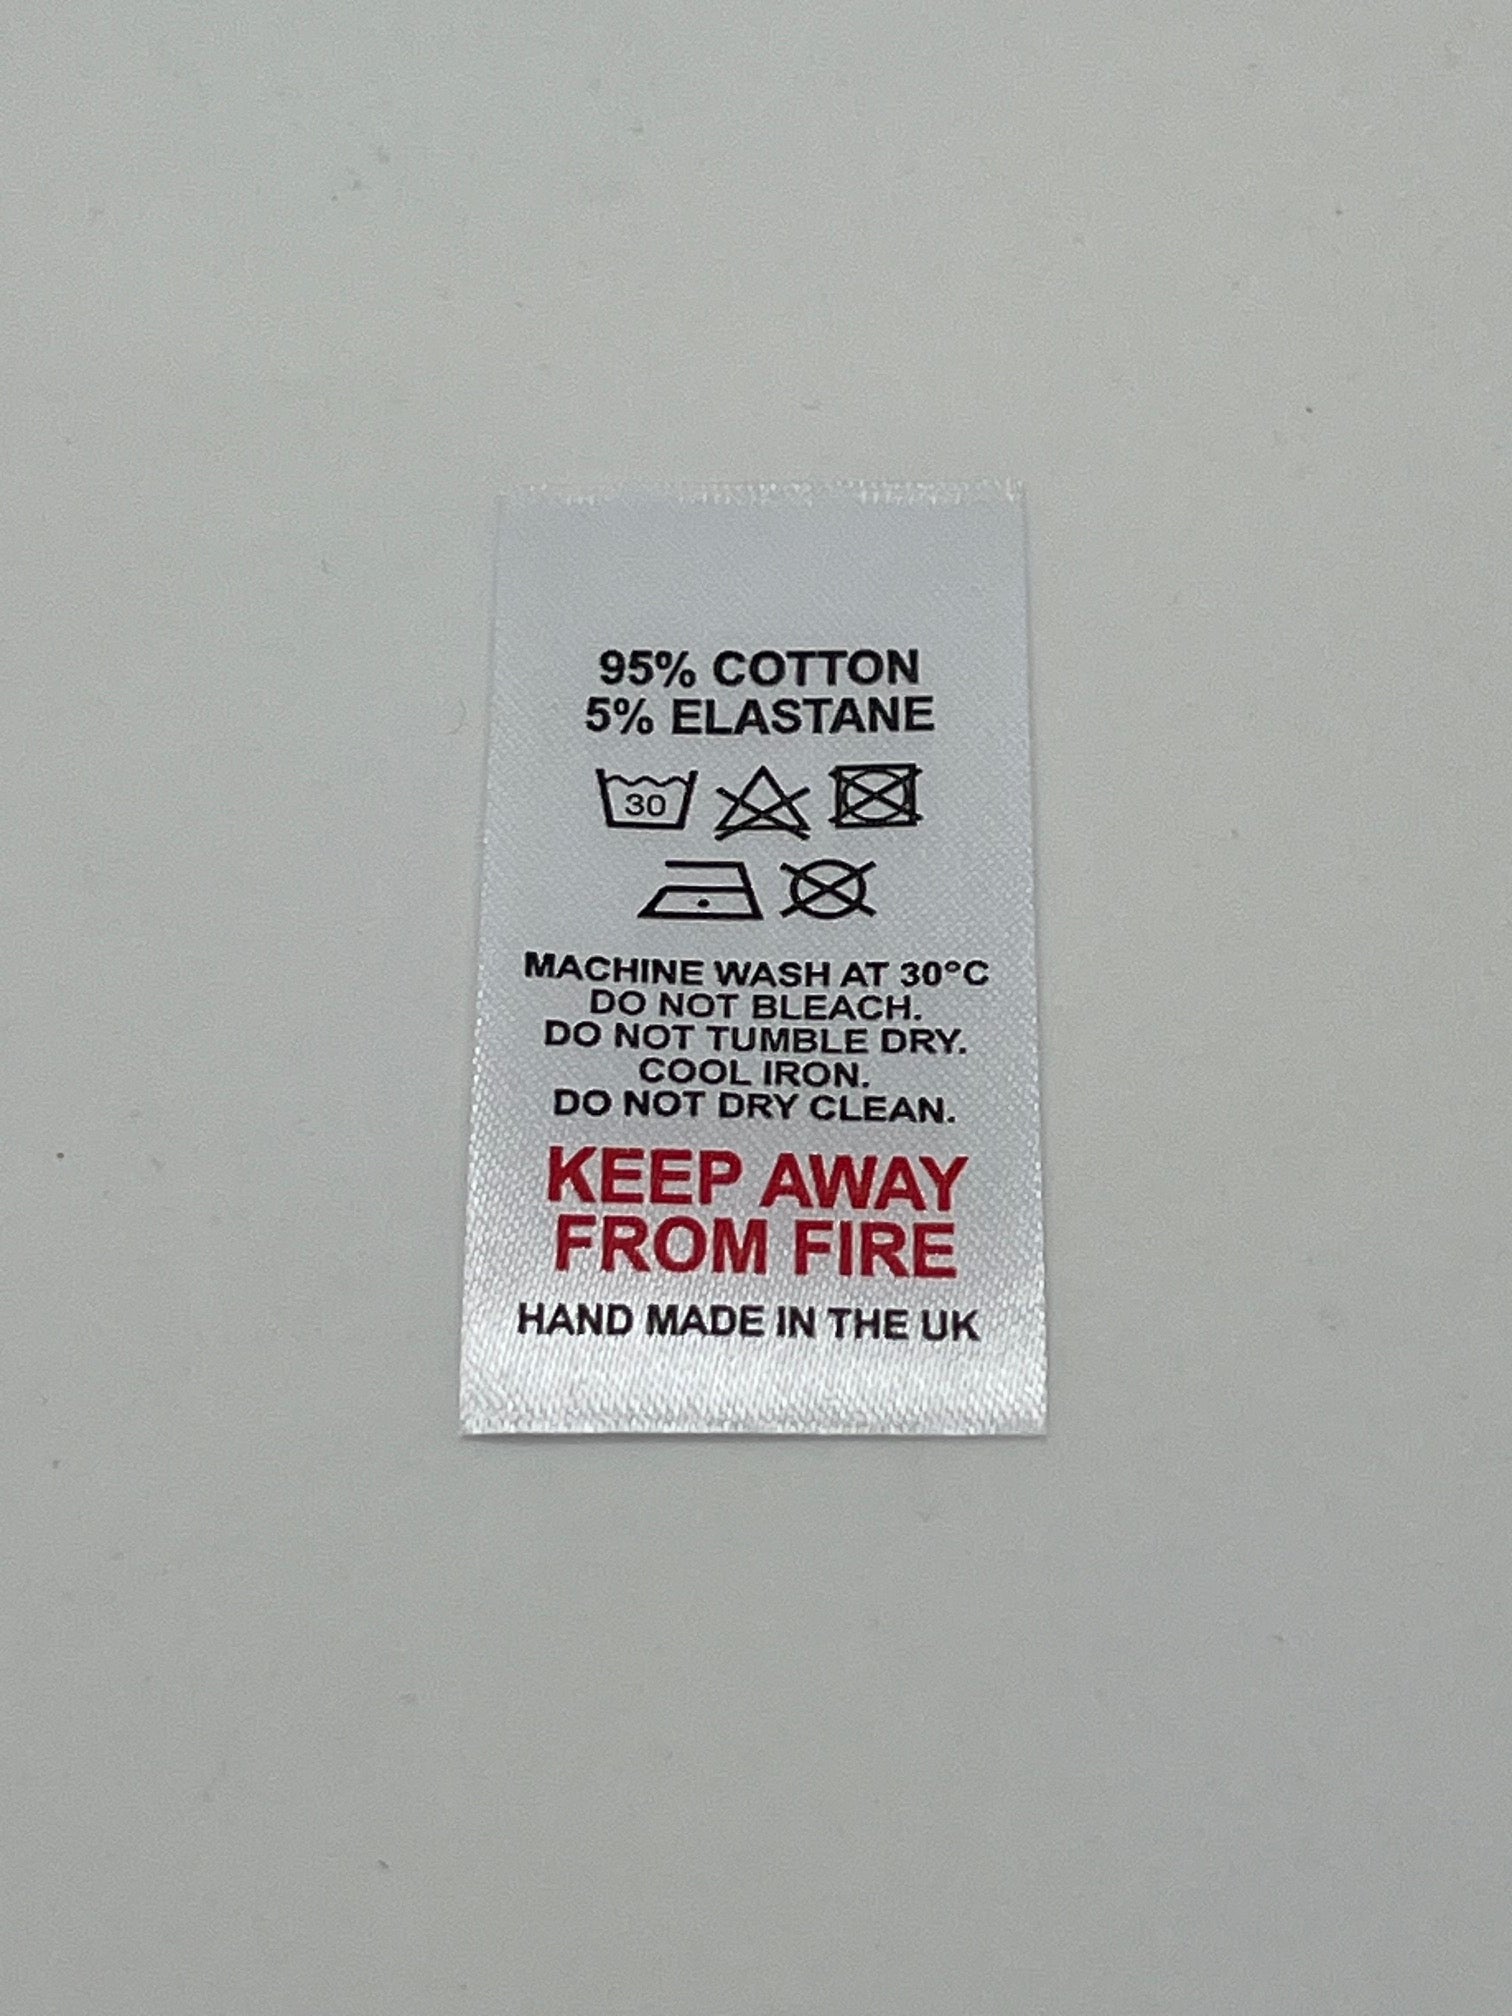 95% COTTON
5% ELASTANE
30
MACHINE WASH AT 30°C
DO NOT BLEACH.
DO NOT TUMBLE DRY.
COOL IRON.
DO NOT DRY CLEAN.
KEEP AWAY
FROM FIRE
HAND MADE IN THE UK